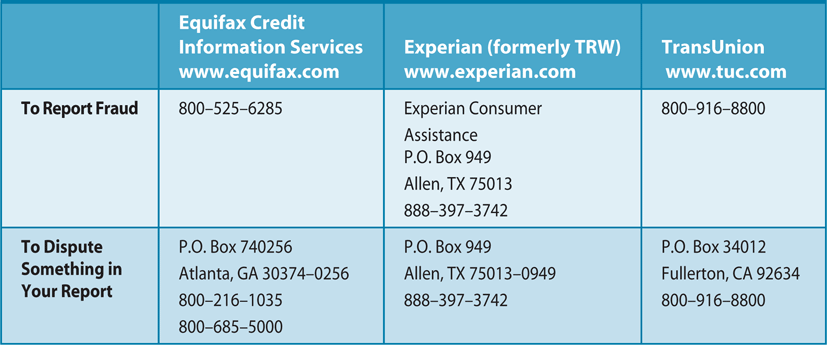 Equifax Credit
Information Services
www.equifax.com
Experian (formerly TRW)
www.experian.com
TransUnion
www.tuc.com
To Report Fraud
800–525–6285
Experian Consumer
Assistance
P.O. Box 949
Allen, TX 75013
888–397–3742
800–916–8800
To Dispute
Something in
Your Report
P.O. Box 740256
Atlanta, GA 30374–0256
800–216–1035
800–685–5000
P.O. Box 949
Allen, TX 75013–0949
888–397–3742
P.O. Box 34012
Fullerton, CA 92634
800–916–8800